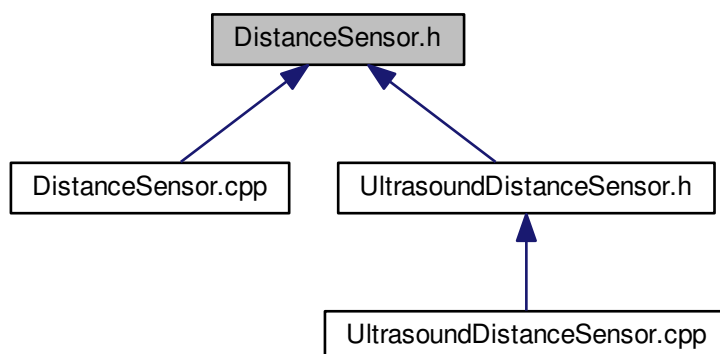 DistanceSensor.h
DistanceSensor.cpp
UltrasoundDistanceSensor.h
UltrasoundDistanceSensor.cpp